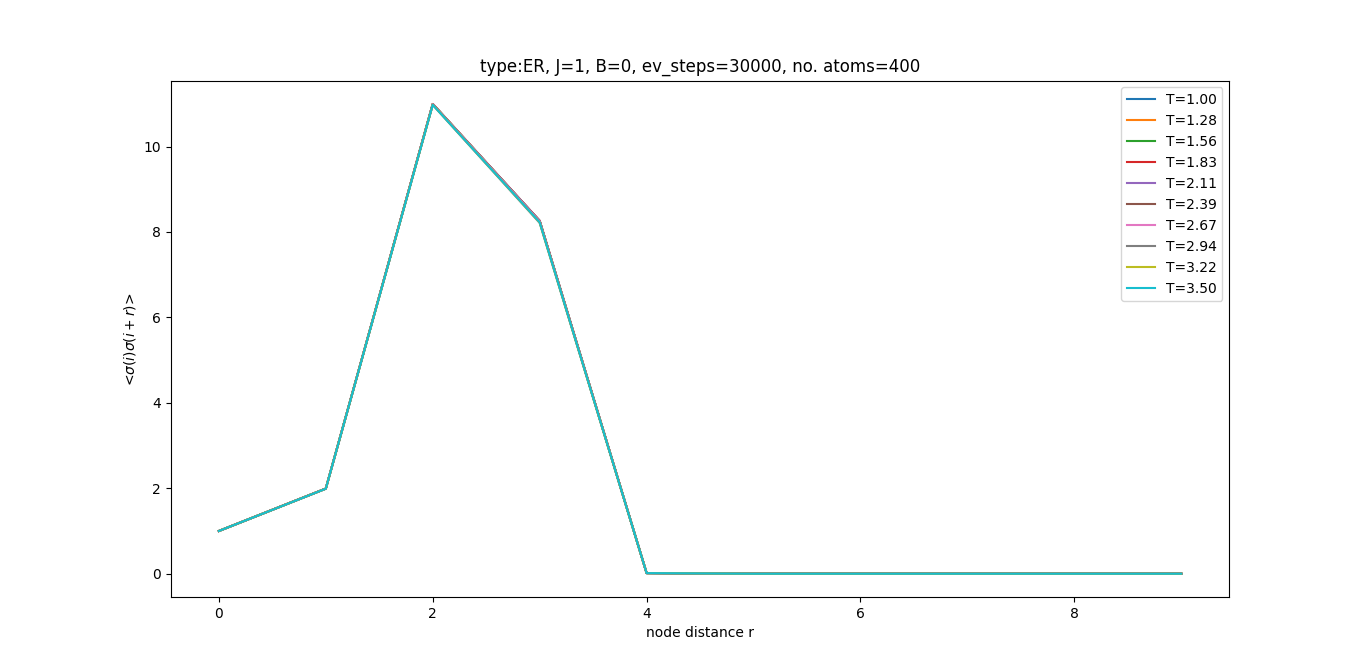 type:ER, J=1, B=0, ev_steps=30000, no. atoms=400
<σ(i)σ(i + r)>
10
8
6
4
2
0
0 2 4 6 8
node distance r
T=1.00
T=1.28
T=1.56
T=1.83
T=2.11
T=2.39
T=2.67
T=2.94
T=3.22
T=3.50